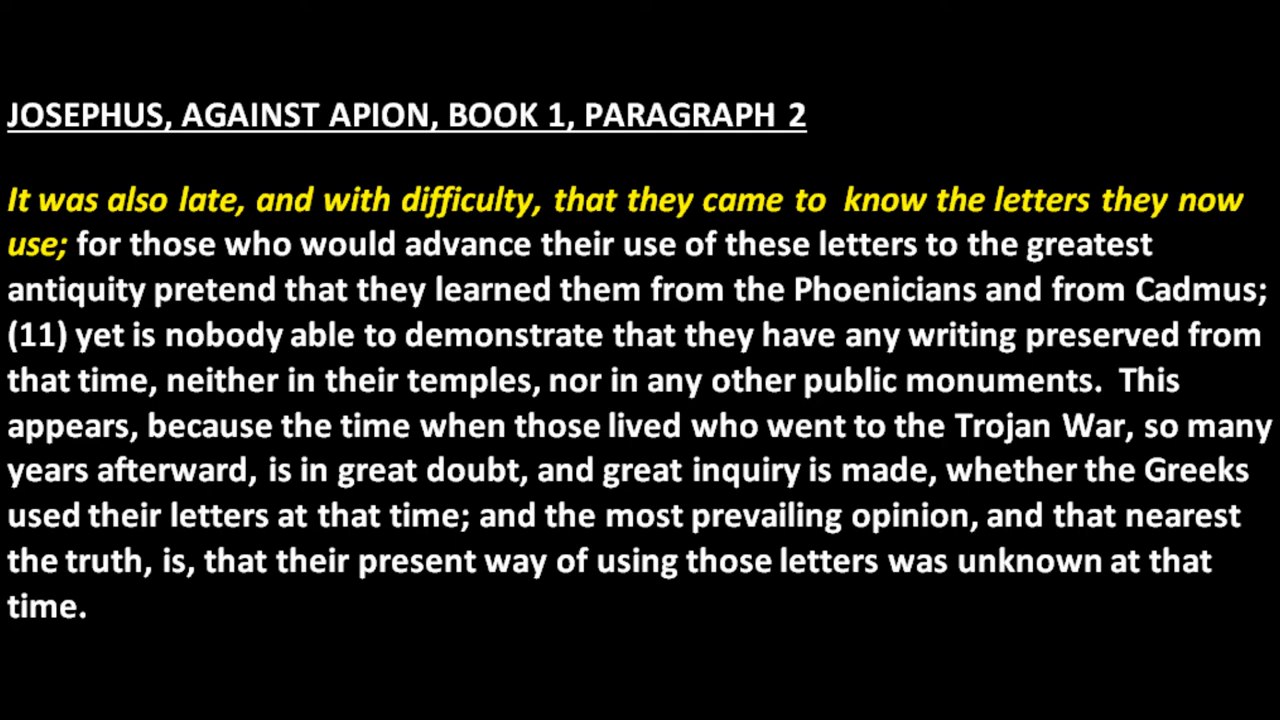 JOSEPHUS, AGAINST APION, BOOK 1, PARAGRAPH 2
It was also late, and with difficulty, that they came to know the letters they now
use; for those who would advance their use of these letters to the greatest
antiquity pretend that they learned them from the Phoenicians and from Cadmus;
(11) yet is nobody able to demonstrate that they have any writing preserved from
that time, neither in their temples, nor in any other public monuments. This
appears, because the time when those lived who went to the Trojan War, so many
years afterward, is in great doubt, and great inquiry is made, whether the Greeks
used their letters at that time; and the most prevailing opinion, and that nearest
the truth, is, that their present way of using those letters was unknown at that
time.